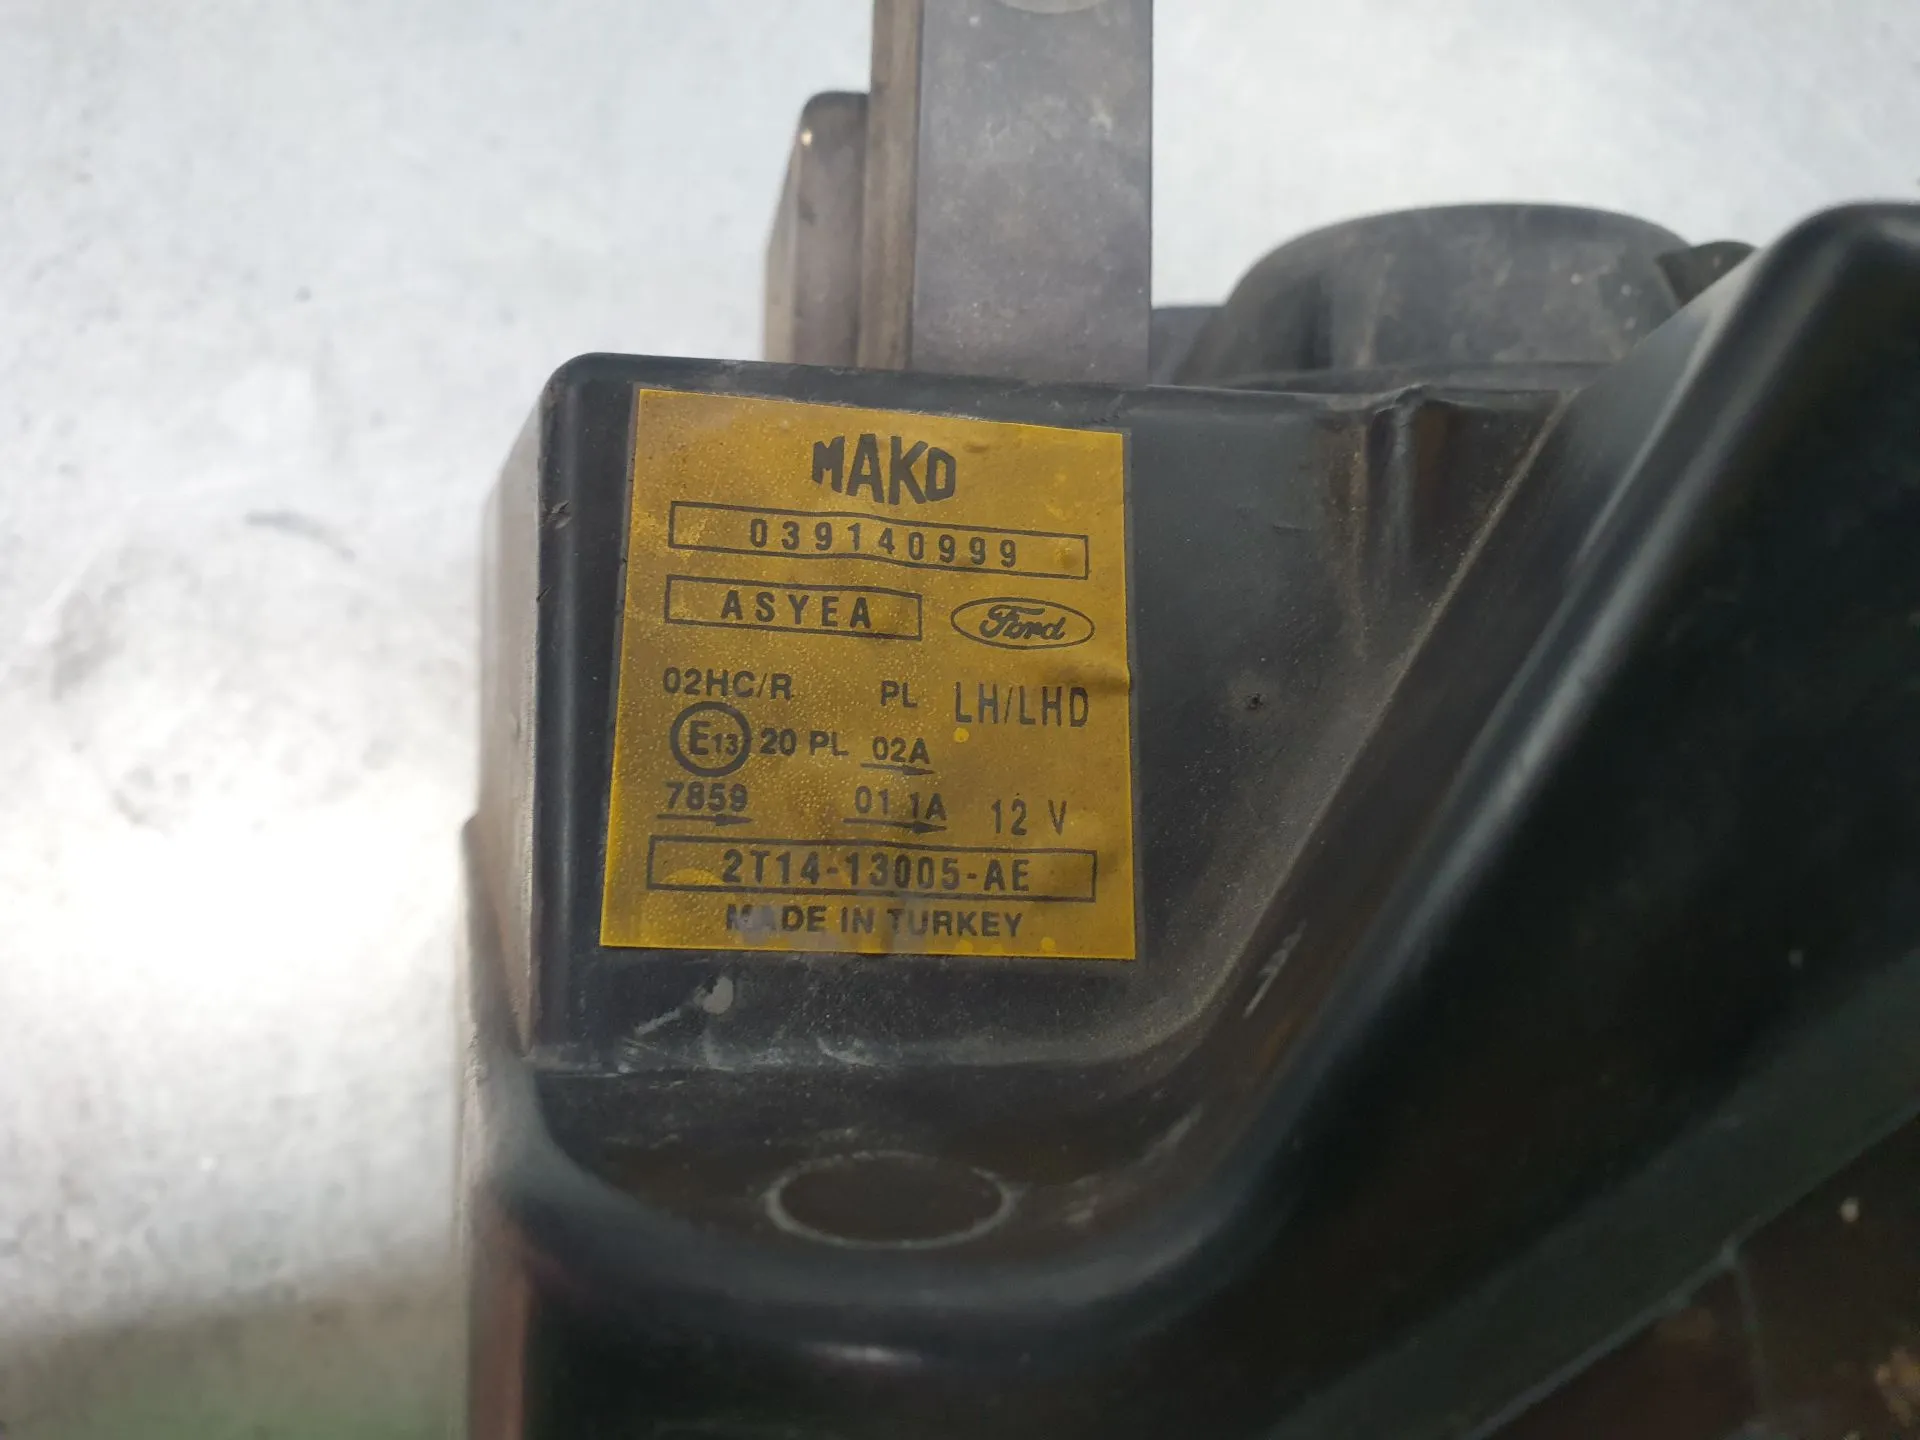 MAKO
039140999
ASYEA Ford
02HC/R PL LH/LHD
E13 20 PL 02A
7859 01 1A 12 V
2T14-13005-AE
MADE IN TURKEY